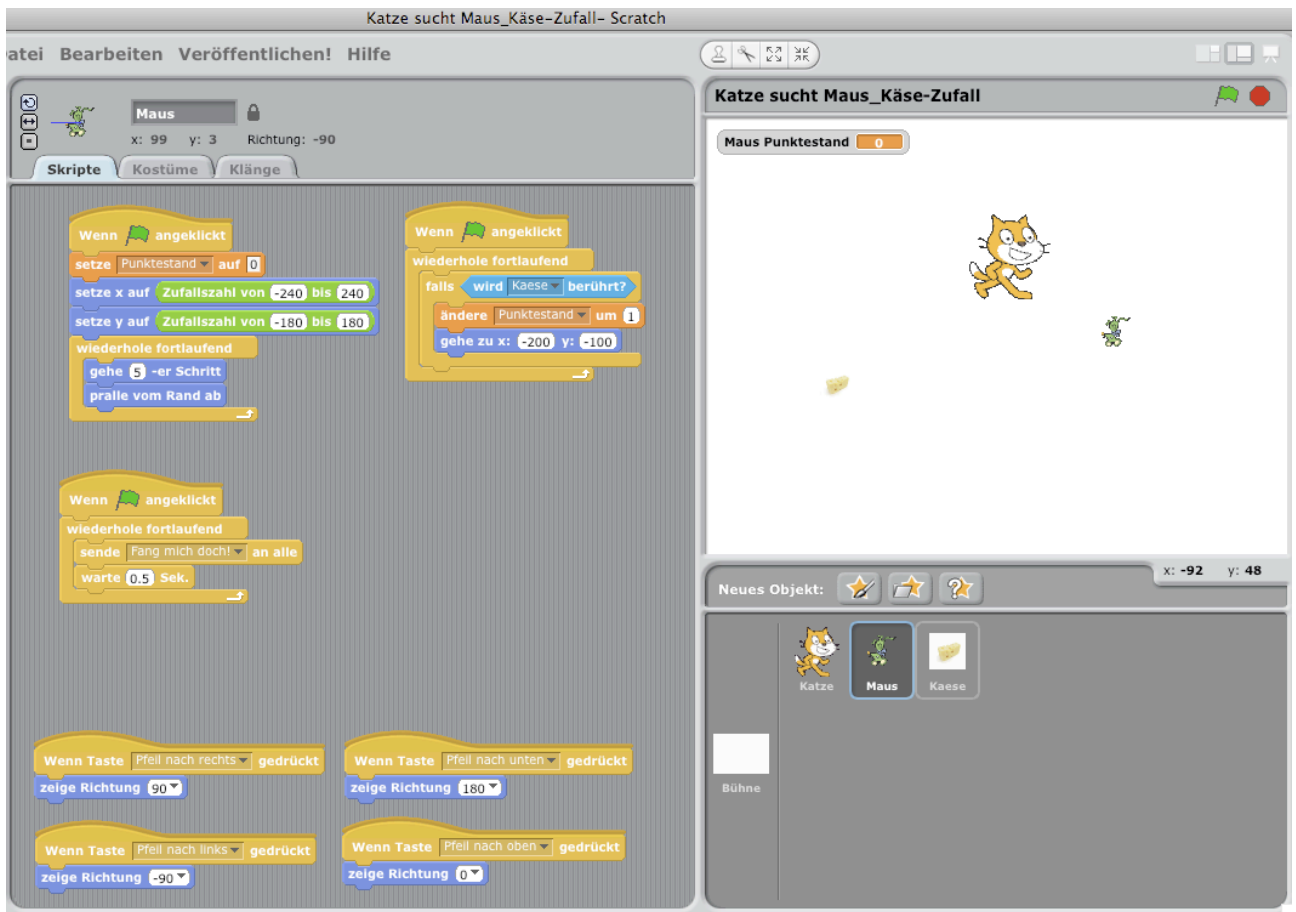 Katze sucht Maus_Käse-Zufall- Scratch
atei Bearbeiten Veröffentlichen! Hilfe
Maus
x: 99 y: 3 Richtung: -90
Skripte Kostüme Klänge
Wenn angeklickt
setze Punktestand auf 0
setze x auf Zufallszahl von -240 bis 240
setze y auf Zufallszahl von -180 bis 180
wiederhole fortlaufend
gehe 5 -er Schritt
pralle vom Rand ab
Wenn angeklickt
wiederhole fortlaufend
falls wird Kaese berührt?
ändere Punktestand um 1
gehe zu x: -200 y: -100
Wenn angeklickt
wiederhole fortlaufend
sende Fang mich doch! an alle
warte 0.5 Sek.
Wenn Taste Pfeil nach rechts gedrückt
zeige Richtung 90
Wenn Taste Pfeil nach unten gedrückt
zeige Richtung 180
Wenn Taste Pfeil nach links gedrückt
zeige Richtung -90
Wenn Taste Pfeil nach oben gedrückt
zeige Richtung 0
Katze sucht Maus_Käse-Zufall
Maus Punktestand 0
x: -92 y: 48
Neues Objekt:
Katze Maus Kaese
Bühne